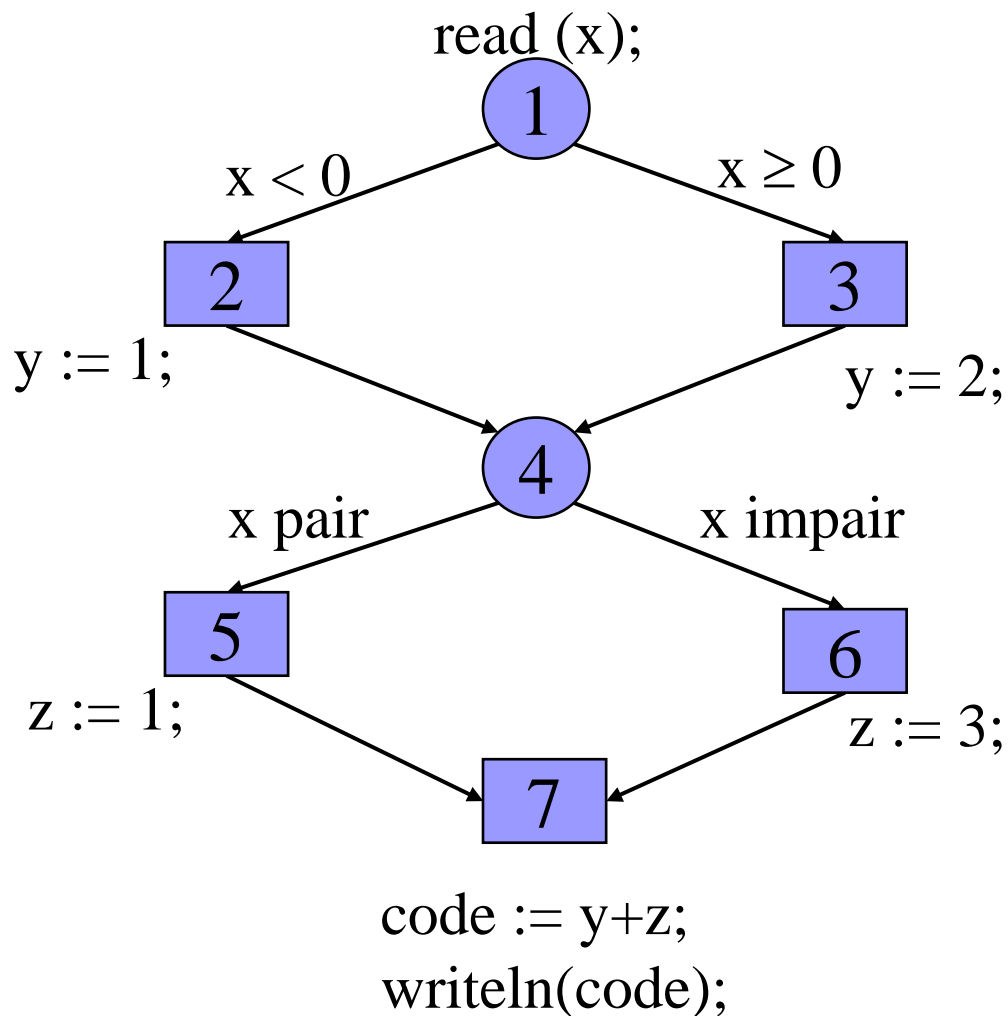 read (x);
1
x < 0
x ≥ 0
2
3
y := 1;
y := 2;
4
x pair
x impair
5
6
z := 1;
z := 3;
7
code := y+z;
writeln(code);